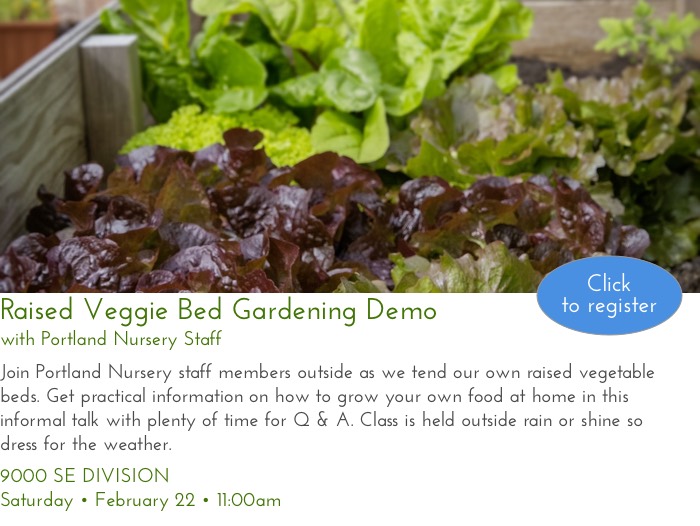 Click
to register
Raised Veggie Bed Gardening Demo
with Portland Nursery Staff
Join Portland Nursery staff members outside as we tend our own raised vegetable
beds. Get practical information on how to grow your own food at home in this
informal talk with plenty of time for Q & A. Class is held outside rain or shine so
dress for the weather.
9000 SE DIVISION
Saturday • February 22 • 11:00am